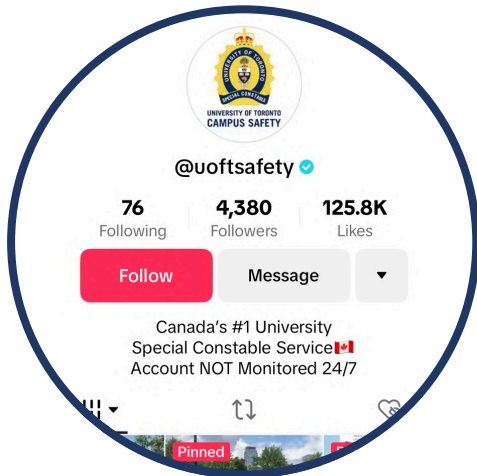 UNIVERSITY OF TORONTO
SPECIAL CONSTABLE
UNIVERSITY OF TORONTO
CAMPUS SAFETY
@uoftsafety
76 4,380 125.8K
Following Followers Likes
Follow Message
Canada's #1 University
Special Constable Service🇨🇦
Account NOT Monitored 24/7
Pinned